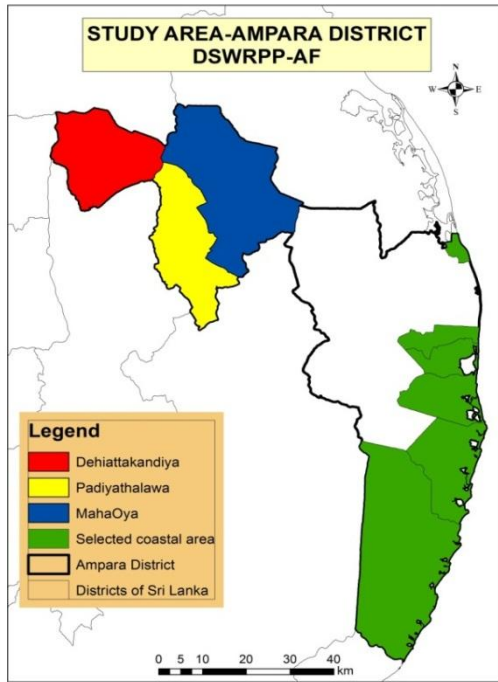 STUDY AREA-AMPARA DISTRICT
DSWRPP-AF
N
W E
S
Legend
Dehiattakandiya
Padiyathalawa
MahaOya
Selected coastal area
Ampara District
Districts of Sri Lanka
0 5 10 20 30 40
km